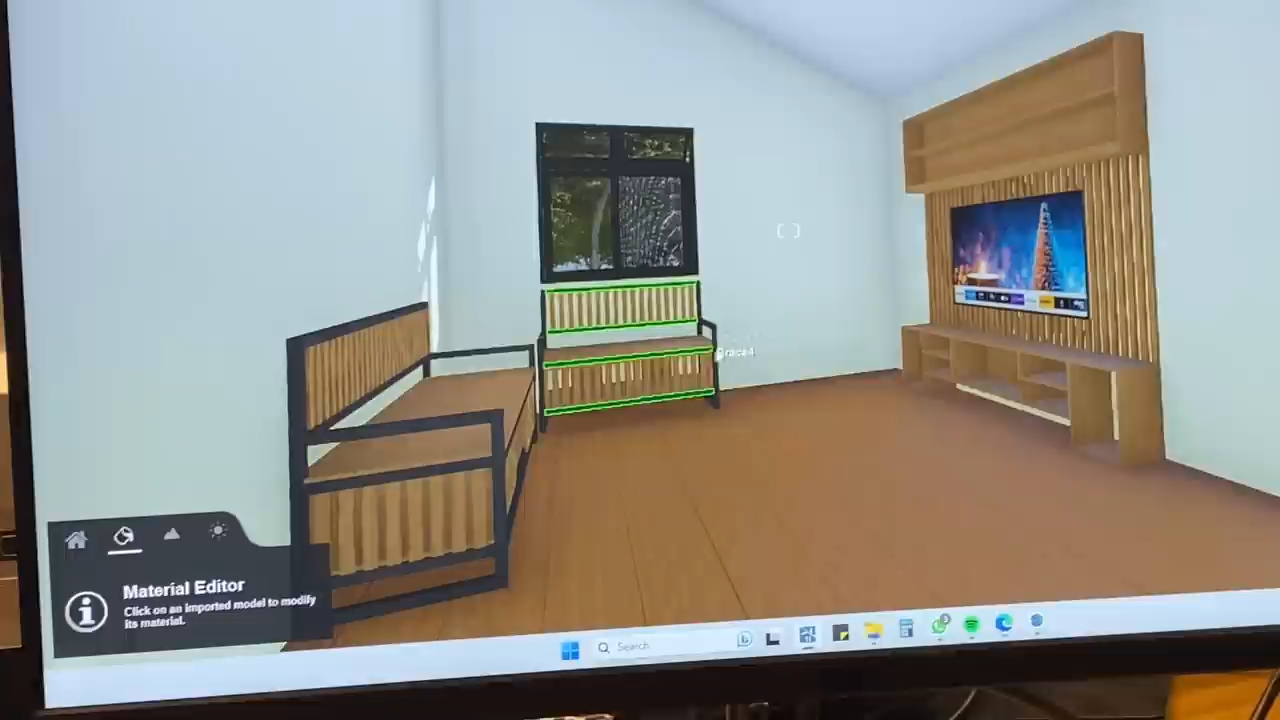 Material Editor
Click on an imported model to modify
its material.
Search